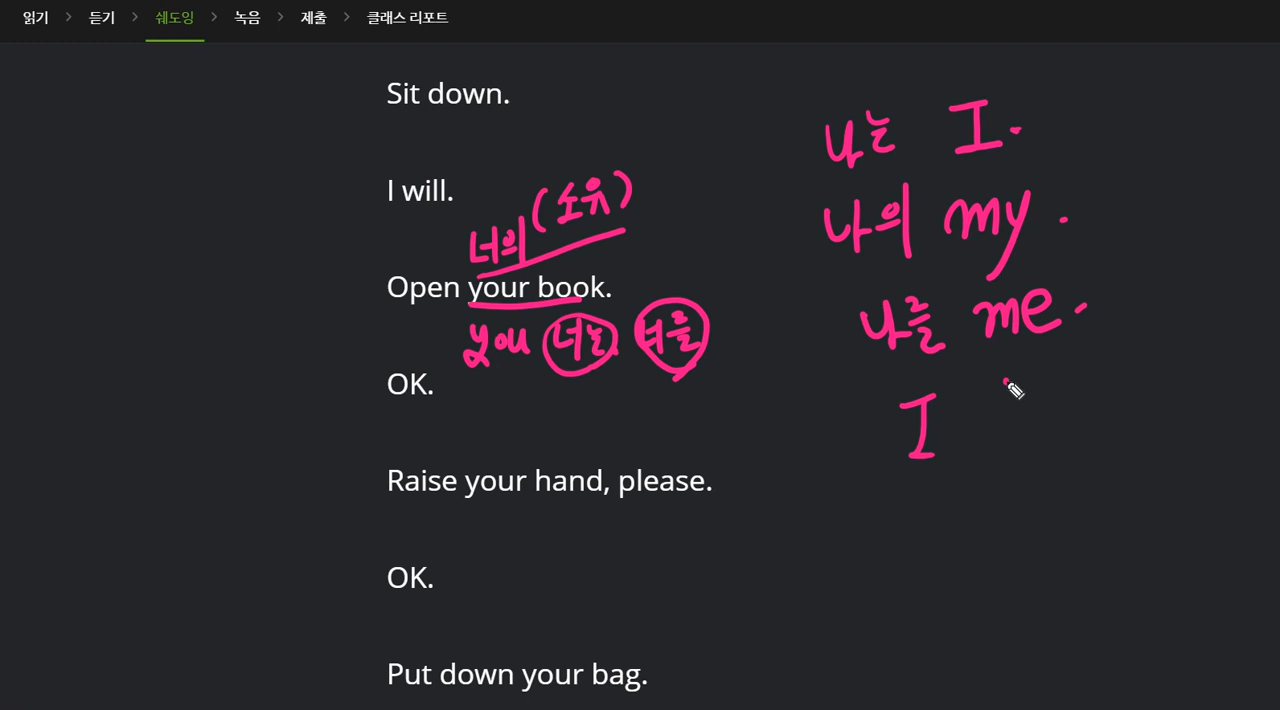 읽기 > 듣기 > 쉐도잉 > 녹음 > 제출 > 클래스 리포트
Sit down.
I will.
너의 (소유)
Open your book.
you 너는 너를
OK.
Raise your hand, please.
OK.
Put down your bag.
나는 I.
나의 my.
나를 me.
I